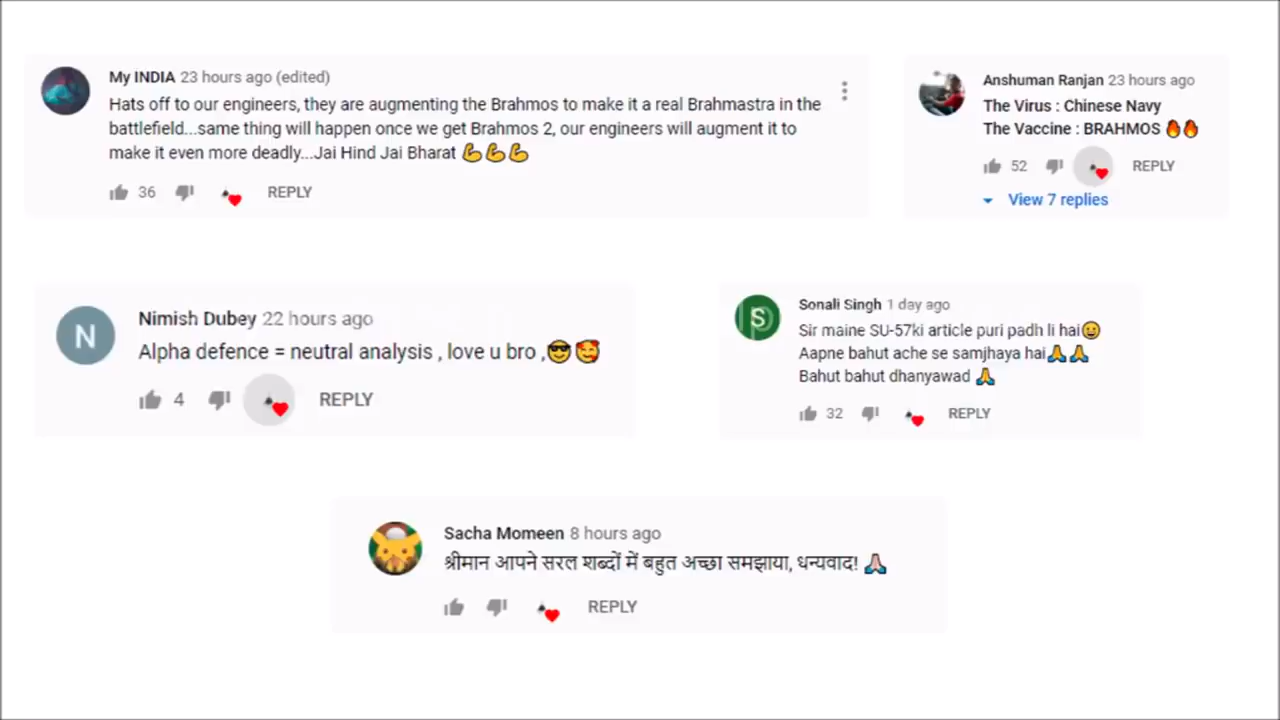 My INDIA 23 hours ago (edited)
Hats off to our engineers, they are augmenting the Brahmos to make it a real Brahmastra in the
battlefield...same thing will happen once we get Brahmos 2, our engineers will augment it to
make it even more deadly...Jai Hind Jai Bharat 💪💪💪
36 REPLY
Anshuman Ranjan 23 hours ago
The Virus : Chinese Navy
The Vaccine : BRAHMOS 🔥🔥
52 REPLY
View 7 replies
N
Nimish Dubey 22 hours ago
Alpha defence = neutral analysis , love u bro ,😎🥰
4 REPLY
S
Sonali Singh 1 day ago
Sir maine SU-57ki article puri padh li hai😉
Aapne bahut ache se samjhaya hai🙏🙏
Bahut bahut dhanyawad 🙏
32 REPLY
Sacha Momeen 8 hours ago
श्रीमान आपने सरल शब्दों में बहुत अच्छा समझाया, धन्यवाद! 🙏🏻
REPLY